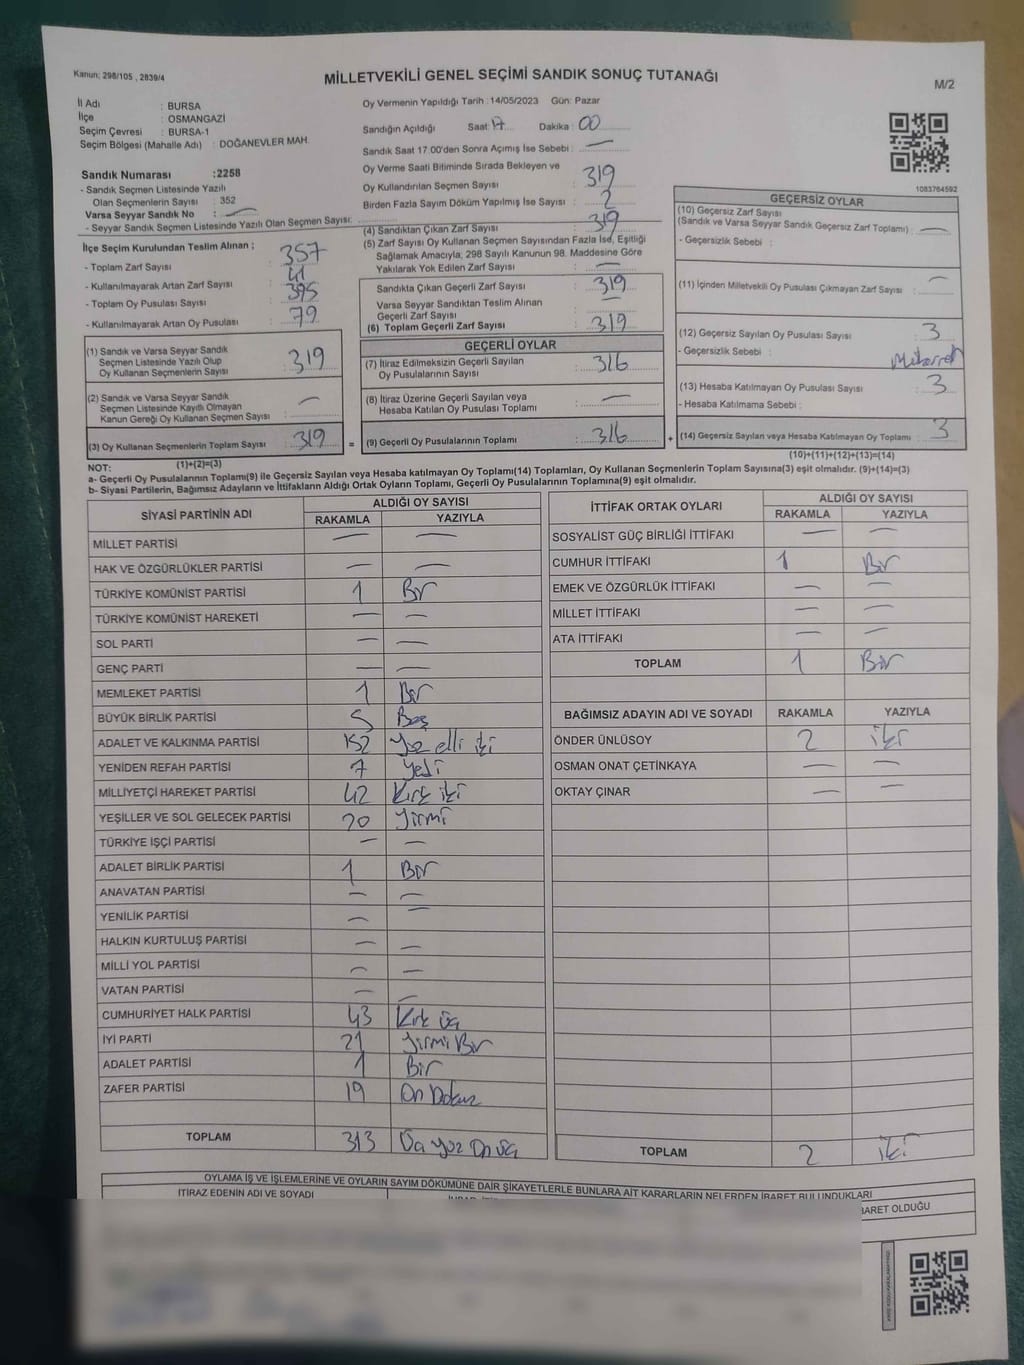 Kanun; 298/105 , 2839/4
MİLLETVEKİLİ GENEL SEÇİMİ SANDIK SONUÇ TUTANAĞI
M/2
İl Adı : BURSA
İlçe : OSMANGAZİ
Seçim Çevresi : BURSA-1
Seçim Bölgesi (Mahalle Adı) : DOĞANEVLER MAH.
Sandık Numarası :2258
- Sandık Seçmen Listesinde Yazılı
Olan Seçmenlerin Sayısı : 352
Varsa Seyyar Sandık No : —
- Seyyar Sandık Seçmen Listesinde Yazılı Olan Seçmen Sayısı:
Oy Vermenin Yapıldığı Tarih : 14/05/2023 Gün: Pazar
Sandığın Açıldığı Saat: 17 Dakika : 00
Sandık Saat 17:00'den Sonra Açımış İse Sebebi : —
Oy Verme Saati Bitiminde Sırada Bekleyen ve
Oy Kullandırılan Seçmen Sayısı : 319
Birden Fazla Sayım Döküm Yapılmış İse Sayısı : 2
(4) Sandıktan Çıkan Zarf Sayısı : 319
(5) Zarf Sayısı Oy Kullanan Seçmen Sayısından Fazla İse, Eşitliği
Sağlamak Amacıyla, 298 Sayılı Kanunun 98. Maddesine Göre
Yakılarak Yok Edilen Zarf Sayısı : —
Sandıkta Çıkan Geçerli Zarf Sayısı : 319
Varsa Seyyar Sandıktan Teslim Alınan
Geçerli Zarf Sayısı : —
(6) Toplam Geçerli Zarf Sayısı : 319
1083764592
İlçe Seçim Kurulundan Teslim Alınan ;
- Toplam Zarf Sayısı : 357
- Kullanılmayarak Artan Zarf Sayısı : 41
- Toplam Oy Pusulası Sayısı : 395
- Kullanılmayarak Artan Oy Pusulası : 79
(1) Sandık ve Varsa Seyyar Sandık
Seçmen Listesinde Yazılı Olup
Oy Kullanan Seçmenlerin Sayısı : 319
(2) Sandık ve Varsa Seyyar Sandık
Seçmen Listesinde Kayıtlı Olmayan
Kanun Gereği Oy Kullanan Seçmen Sayısı : —
(3) Oy Kullanan Seçmenlerin Toplam Sayısı : 319 =
(1)+(2)=(3)
GEÇERLİ OYLAR
(7) İtiraz Edilmeksizin Geçerli Sayılan
Oy Pusulalarının Sayısı : 316
(8) İtiraz Üzerine Geçerli Sayılan veya
Hesaba Katılan Oy Pusulası Toplamı : —
(9) Geçerli Oy Pusulalarının Toplamı : 316 +
GEÇERSİZ OYLAR
(10) Geçersiz Zarf Sayısı
(Sandık ve Varsa Seyyar Sandık Geçersiz Zarf Toplamı) : —
- Geçersizlik Sebebi :
(11) İçinden Milletvekili Oy Pusulası Çıkmayan Zarf Sayısı : —
(12) Geçersiz Sayılan Oy Pusulası Sayısı : 3
- Geçersizlik Sebebi :
(13) Hesaba Katılmayan Oy Pusulası Sayısı : 3
- Hesaba Katılmama Sebebi :
(14) Geçersiz Sayılan veya Hesaba Katılmayan Oy Toplamı : 3
(10)+(11)+(12)+(13)=(14)
NOT:
a- Geçerli Oy Pusulalarının Toplamı(9) ile Geçersiz Sayılan veya Hesaba katılmayan Oy Toplamı(14) Toplamları, Oy Kullanan Seçmenlerin Toplam Sayısına(3) eşit olmalıdır. (9)+(14)=(3)
b- Siyasi Partilerin, Bağımsız Adayların ve İttifakların Aldığı Ortak Oyların Toplamı, Geçerli Oy Pusulalarının Toplamına(9) eşit olmalıdır.
SİYASİ PARTİNİN ADI
ALDIĞI OY SAYISI
RAKAMLA YAZIYLA
MİLLET PARTİSİ — —
HAK VE ÖZGÜRLÜKLER PARTİSİ — —
TÜRKİYE KOMÜNİST PARTİSİ 1 Bir
TÜRKİYE KOMÜNİST HAREKETİ — —
SOL PARTİ — —
GENÇ PARTİ — —
MEMLEKET PARTİSİ 1 Bir
BÜYÜK BİRLİK PARTİSİ 5 Beş
ADALET VE KALKINMA PARTİSİ 152 Yüz elli iki
YENİDEN REFAH PARTİSİ 7 Yedi
MİLLİYETÇİ HAREKET PARTİSİ 42 Kırk iki
YEŞİLLER VE SOL GELECEK PARTİSİ 20 Yirmi
TÜRKİYE İŞÇİ PARTİSİ — —
ADALET BİRLİK PARTİSİ 1 Bir
ANAVATAN PARTİSİ — —
YENİLİK PARTİSİ — —
HALKIN KURTULUŞ PARTİSİ — —
MİLLİ YOL PARTİSİ — —
VATAN PARTİSİ — —
CUMHURİYET HALK PARTİSİ 43 Kırk Üç
İYİ PARTİ 21 Yirmi Bir
ADALET PARTİSİ 1 Bir
ZAFER PARTİSİ 19 On Dokuz
TOPLAM 313 Üç yüz On Üç
İTTİFAK ORTAK OYLARI
ALDIĞI OY SAYISI
RAKAMLA YAZIYLA
SOSYALİST GÜÇ BİRLİĞİ İTTİFAKI — —
CUMHUR İTTİFAKI 1 Bir
EMEK VE ÖZGÜRLÜK İTTİFAKI — —
MİLLET İTTİFAKI — —
ATA İTTİFAKI — —
TOPLAM 1 Bir
BAĞIMSIZ ADAYIN ADI VE SOYADI RAKAMLA YAZIYLA
ÖNDER ÜNLÜSOY 2 iki
OSMAN ONAT ÇETİNKAYA — —
OKTAY ÇINAR — —
TOPLAM 2 iki
OYLAMA İŞ VE İŞLEMLERİNE VE OYLARIN SAYIM DÖKÜMÜNE DAİR ŞİKAYETLERLE BUNLARA AİT KARARLARIN NELERDEN İBARET BULUNDUKLARI
İTİRAZ EDENİN ADI VE SOYADI
BARET OLDUĞU